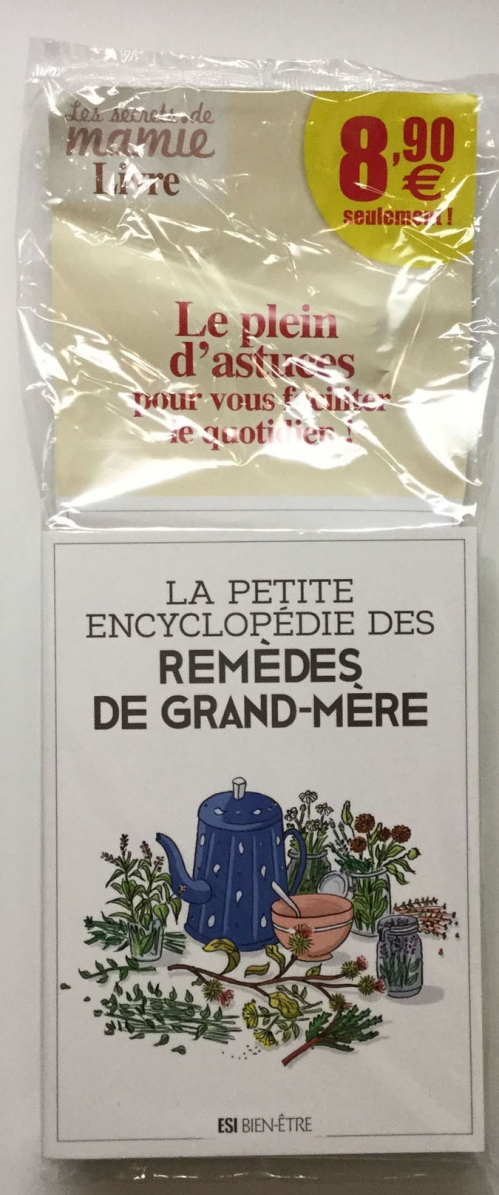 Les secrets de
mamie
Livre
8,90
€
seulement !
Le plein
d'astuces
pour vous faciliter
le quotidien !
LA PETITE
ENCYCLOPÉDIE DES
REMÈDES
DE GRAND-MÈRE
ESI BIEN-ÊTRE